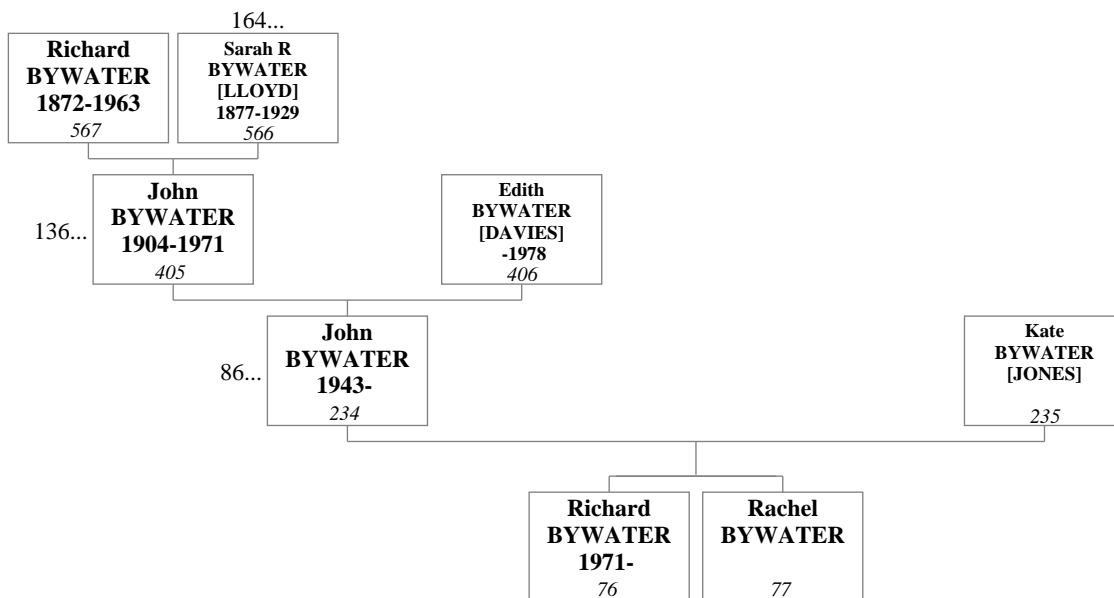 164...
Richard
BYWATER
1872-1963
567
Sarah R
BYWATER
[LLOYD]
1877-1929
566
136...
John
BYWATER
1904-1971
405
Edith
BYWATER
[DAVIES]
-1978
406
86...
John
BYWATER
1943-
234
Kate
BYWATER
[JONES]
235
Richard
BYWATER
1971-
76
Rachel
BYWATER
77